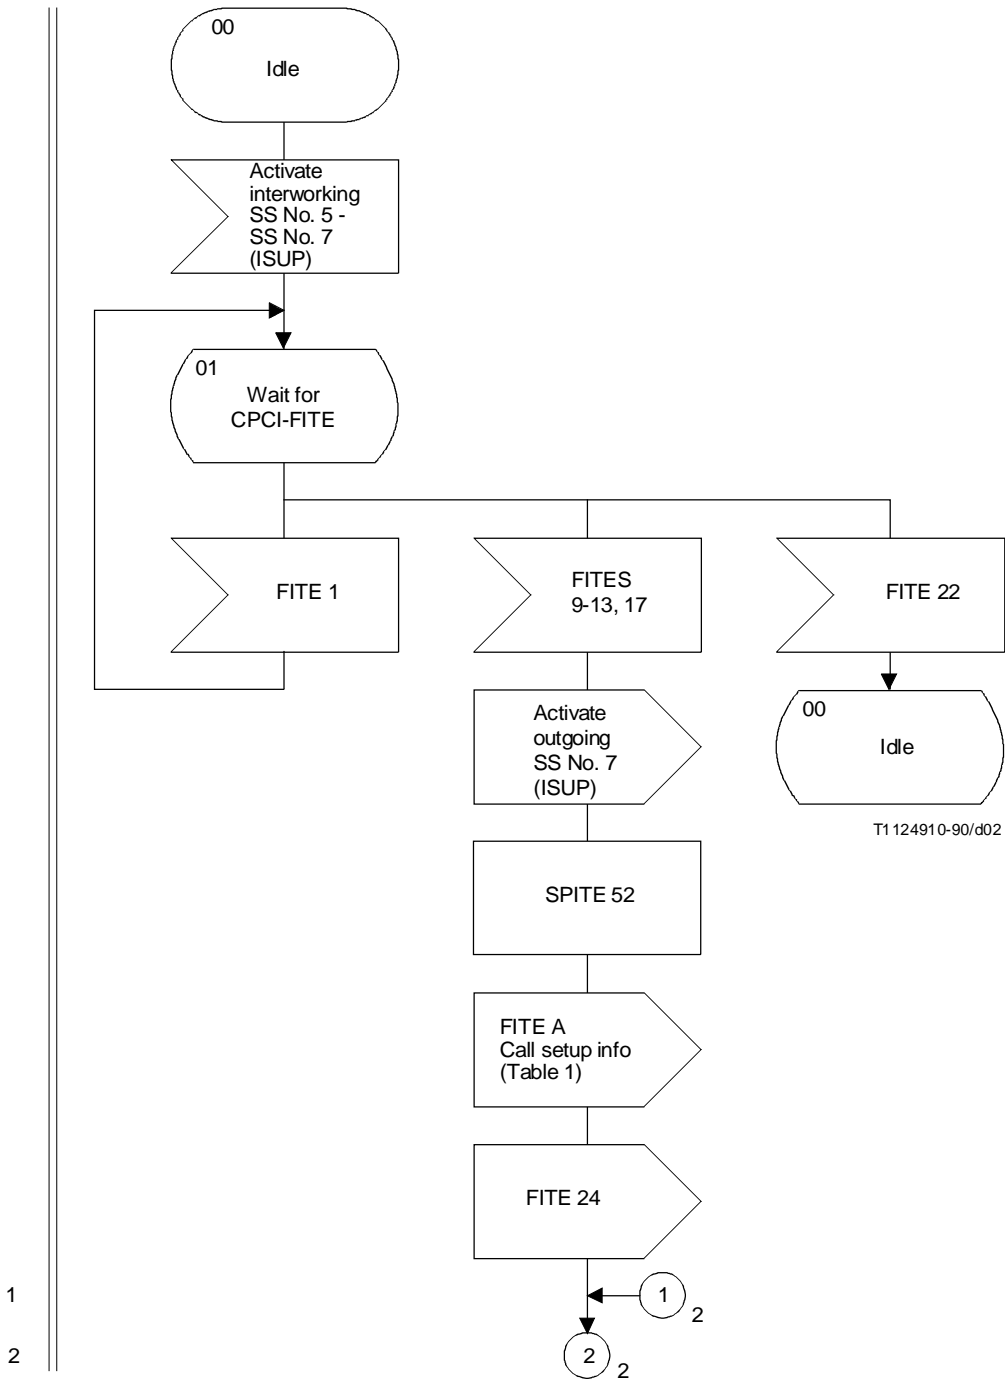 00
Idle
Activate
interworking
SS No. 5 -
SS No. 7
(ISUP)
01
Wait for
CPCI-FITE
FITE 1
FITES
9-13, 17
FITE 22
Activate
outgoing
SS No. 7
(ISUP)
00
Idle
T1124910-90/d02
SPITE 52
FITE A
Call setup info
(Table 1)
FITE 24
1
1
2
2
2
2